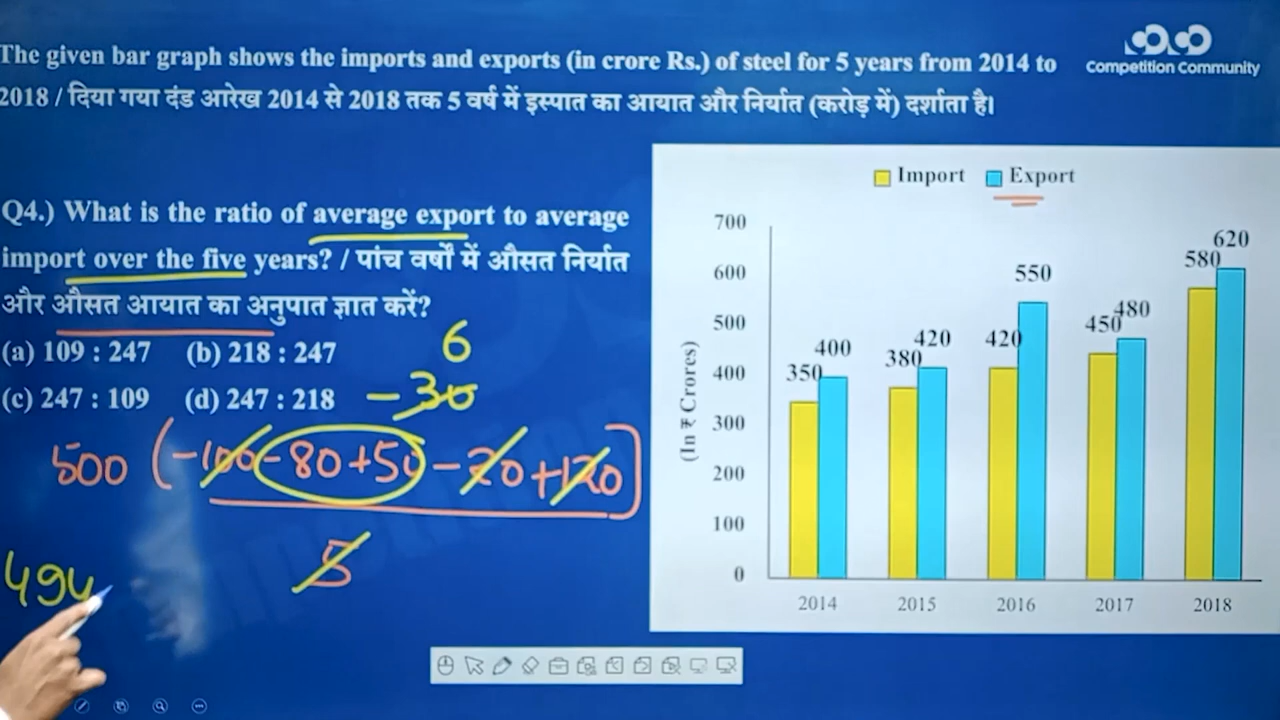 The given bar graph shows the imports and exports (in crore Rs.) of steel for 5 years from 2014 to
2018 / दिया गया दंड आरेख 2014 से 2018 तक 5 वर्ष में इस्पात का आयात और निर्यात (करोड़ में) दर्शाता है।
Competition Community
Q4.) What is the ratio of average export to average
import over the five years? / पांच वर्षों में औसत निर्यात
और औसत आयात का अनुपात ज्ञात करें?
(a) 109 : 247 (b) 218 : 247
(c) 247 : 109 (d) 247 : 218
6
-30
500 (-100-80+50-20+120]
5
494
Import Export
700
600
500
400
300
200
100
0
(In ₹ Crores)
350 400 380 420 420 550 450 480 580 620
2014 2015 2016 2017 2018